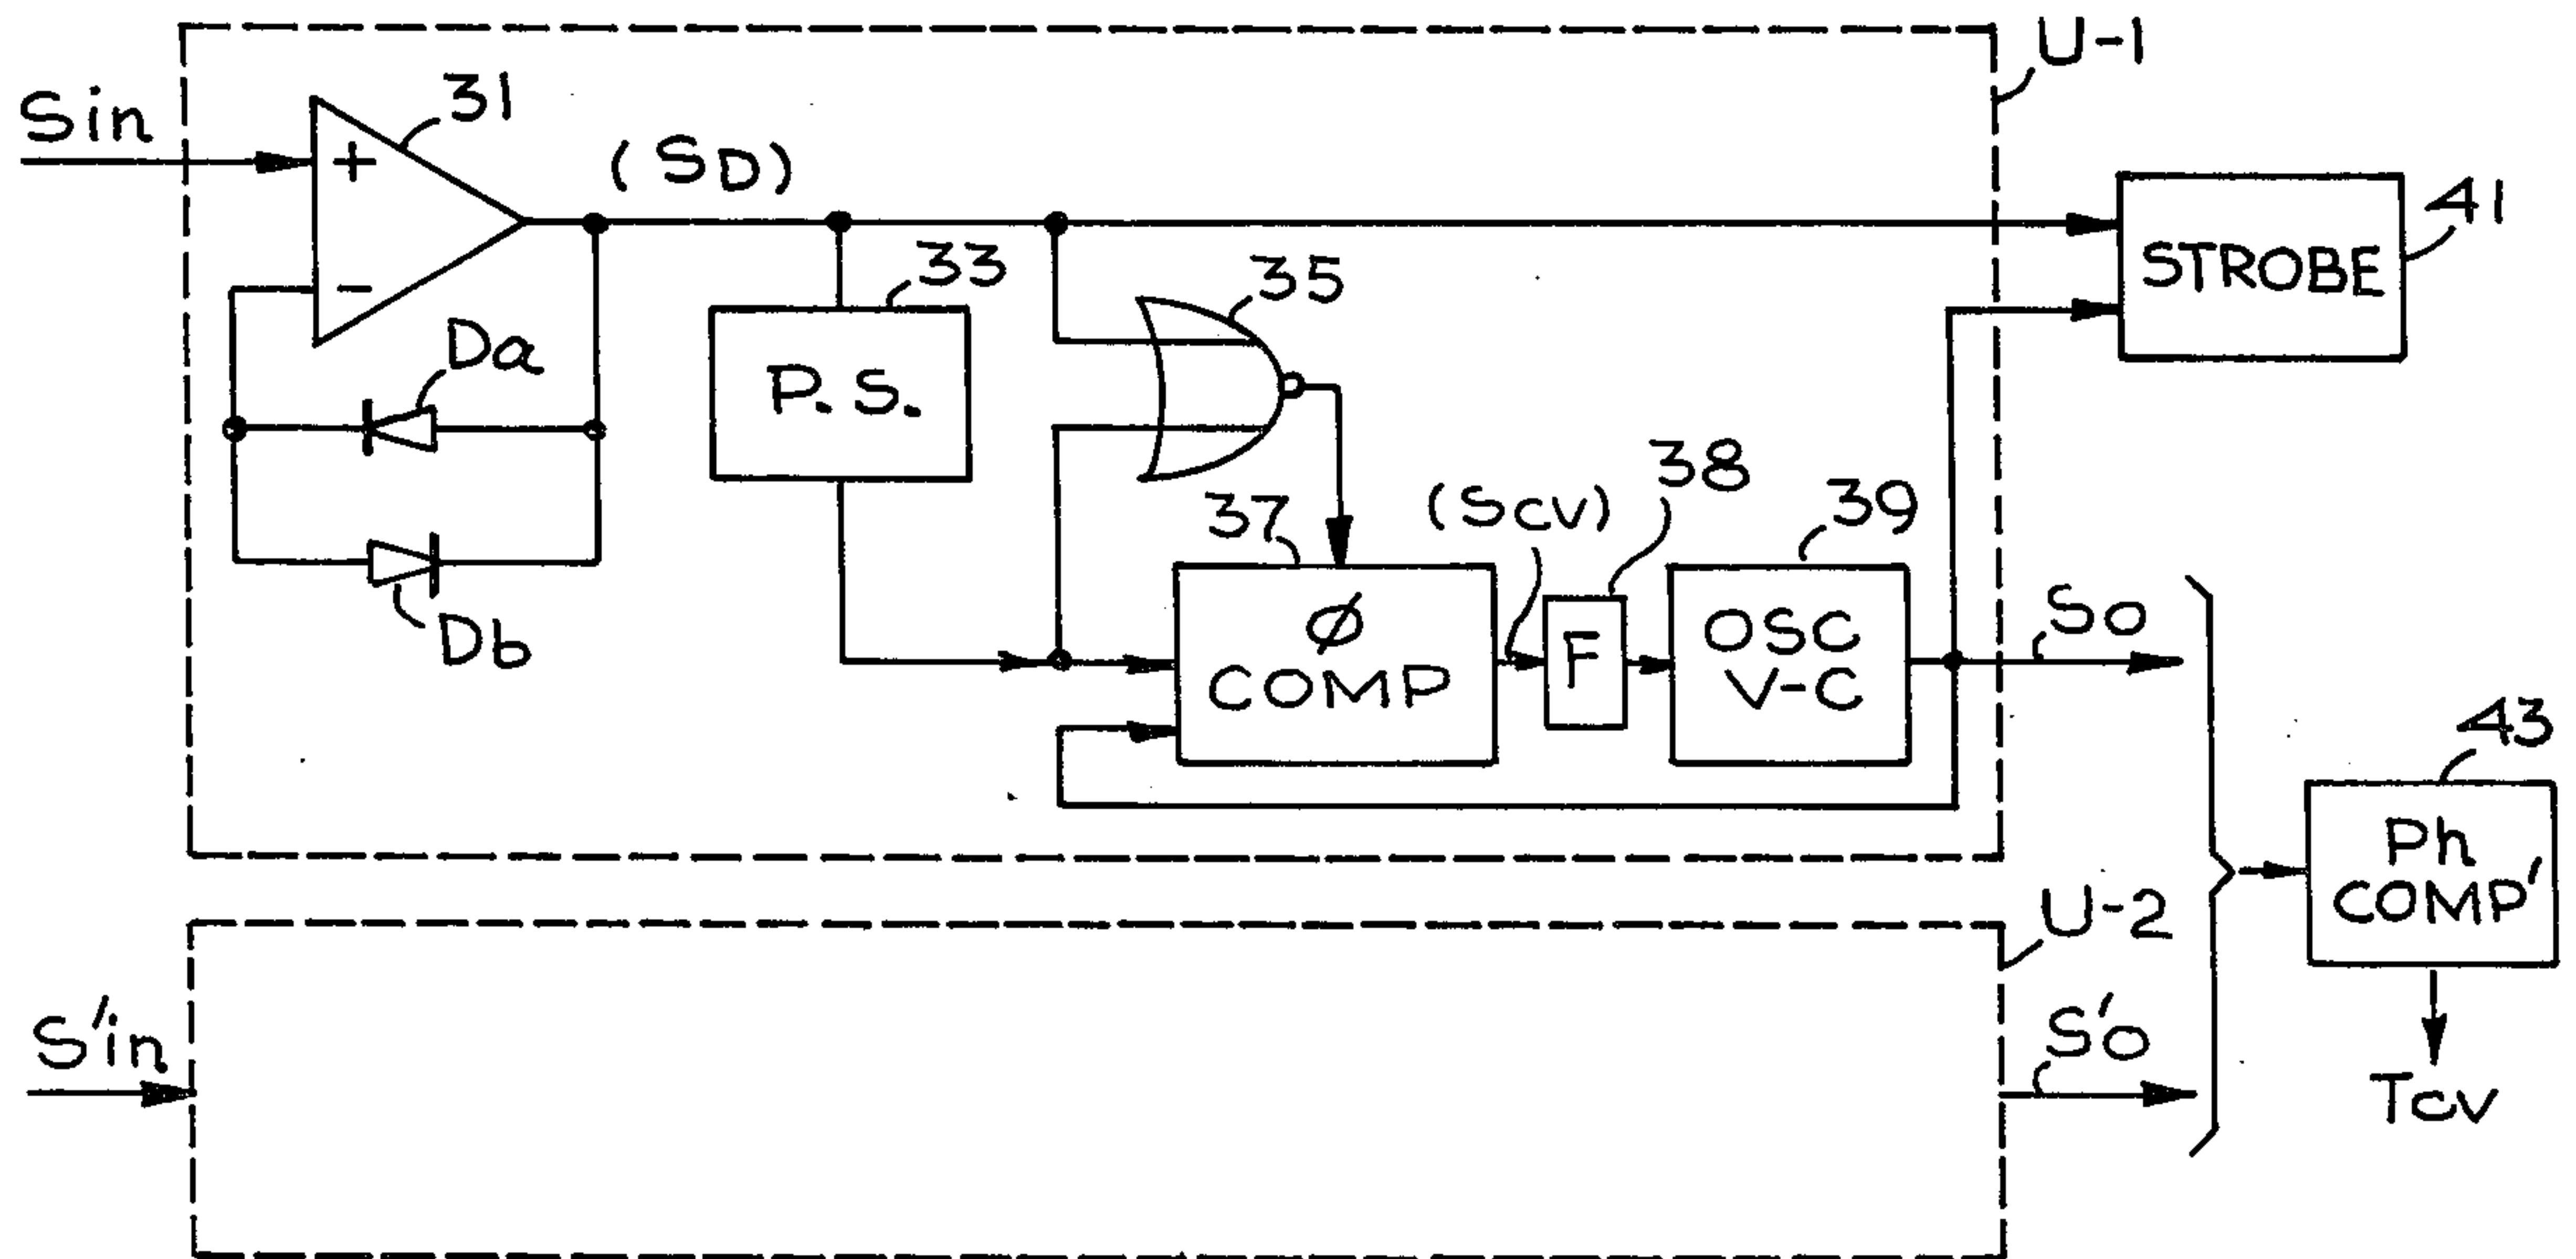 U-1
Sin
31
+
(SD)
41
33
35
STROBE
-
Da
P.S.
38
37
(Scv)
39
Db
Ø
COMP
F
OSC
V-C
So
43
Ph
COMP'
U-2
S'in
S'o
Tcv